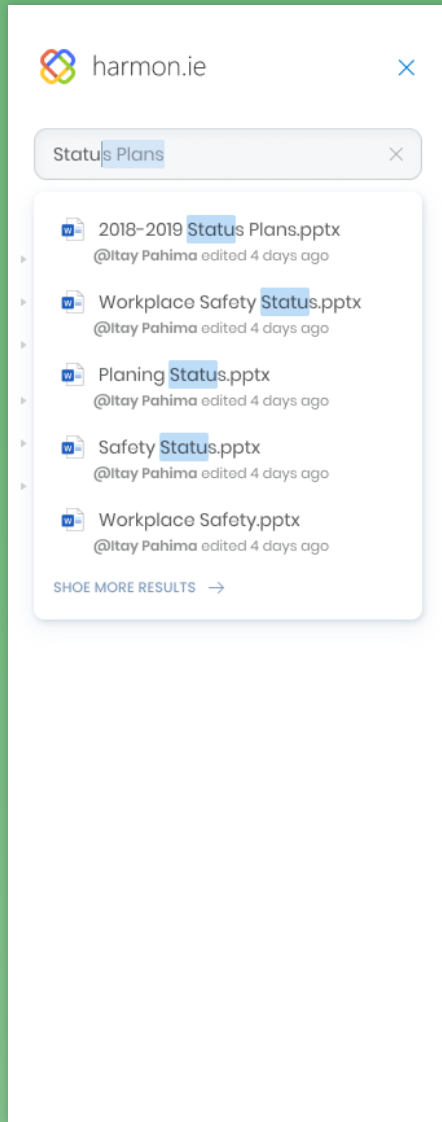 harmon.ie
Status Plans
2018-2019 Status Plans.pptx
@Itay Pahima edited 4 days ago
Workplace Safety Status.pptx
@Itay Pahima edited 4 days ago
Planing Status.pptx
@Itay Pahima edited 4 days ago
Safety Status.pptx
@Itay Pahima edited 4 days ago
Workplace Safety.pptx
@Itay Pahima edited 4 days ago
SHOE MORE RESULTS →